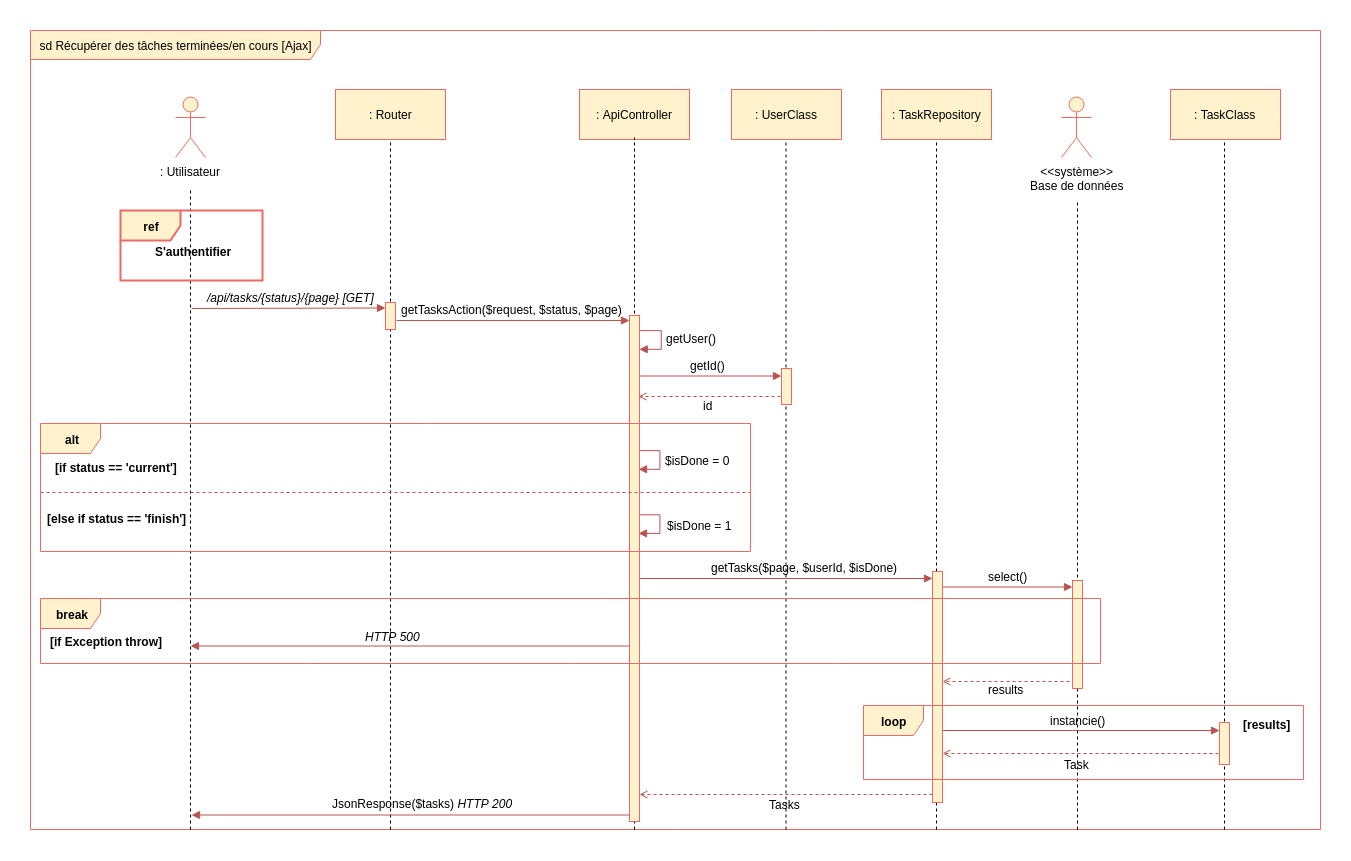 sd Récupérer des tâches terminées/en cours [Ajax]
: Router
: ApiController
: UserClass
: TaskRepository
: TaskClass
: Utilisateur
<<système>>
Base de données
ref
S'authentifier
/api/tasks/{status}/{page} [GET]
getTasksAction($request, $status, $page)
getUser()
getId()
id
alt
[if status == 'current']
$isDone = 0
[else if status == 'finish']
$isDone = 1
getTasks($page, $userId, $isDone)
select()
break
[if Exception throw]
HTTP 500
results
loop
instancie()
[results]
Task
JsonResponse($tasks) HTTP 200
Tasks